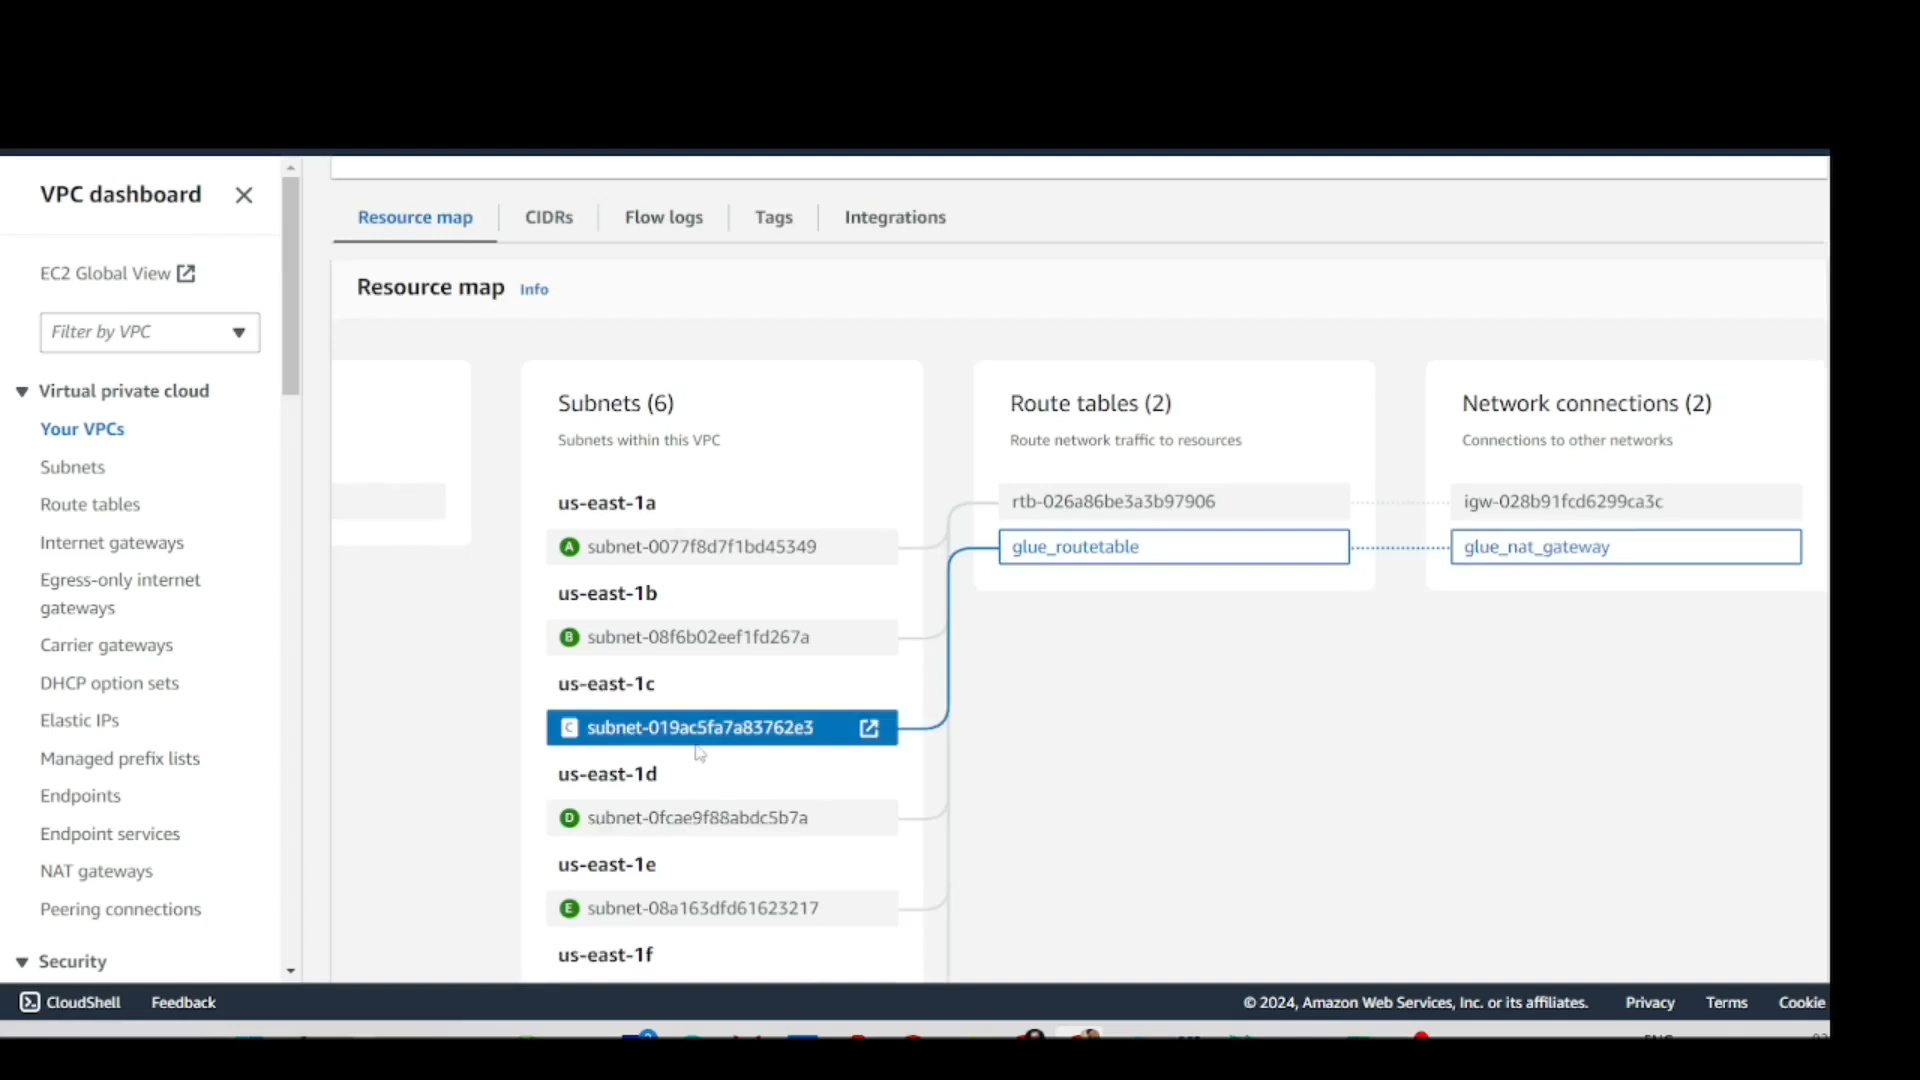 VPC dashboard
EC2 Global View
Filter by VPC
Virtual private cloud
Your VPCs
Subnets
Route tables
Internet gateways
Egress-only internet
gateways
Carrier gateways
DHCP option sets
Elastic IPs
Managed prefix lists
Endpoints
Endpoint services
NAT gateways
Peering connections
Security
Resource map
CIDRs
Flow logs
Tags
Integrations
Resource map Info
Subnets (6)
Subnets within this VPC
us-east-1a
A subnet-0077f8d7f1bd45349
us-east-1b
B subnet-08f6b02eef1fd267a
us-east-1c
C subnet-019ac5fa7a83762e3
us-east-1d
D subnet-0fcae9f88abdc5b7a
us-east-1e
E subnet-08a163dfd61623217
us-east-1f
Route tables (2)
Route network traffic to resources
rtb-026a86be3a3b97906
glue_routetable
Network connections (2)
Connections to other networks
igw-028b91fcd6299ca3c
glue_nat_gateway
CloudShell
Feedback
© 2024, Amazon Web Services, Inc. or its affiliates.
Privacy
Terms
Cookie